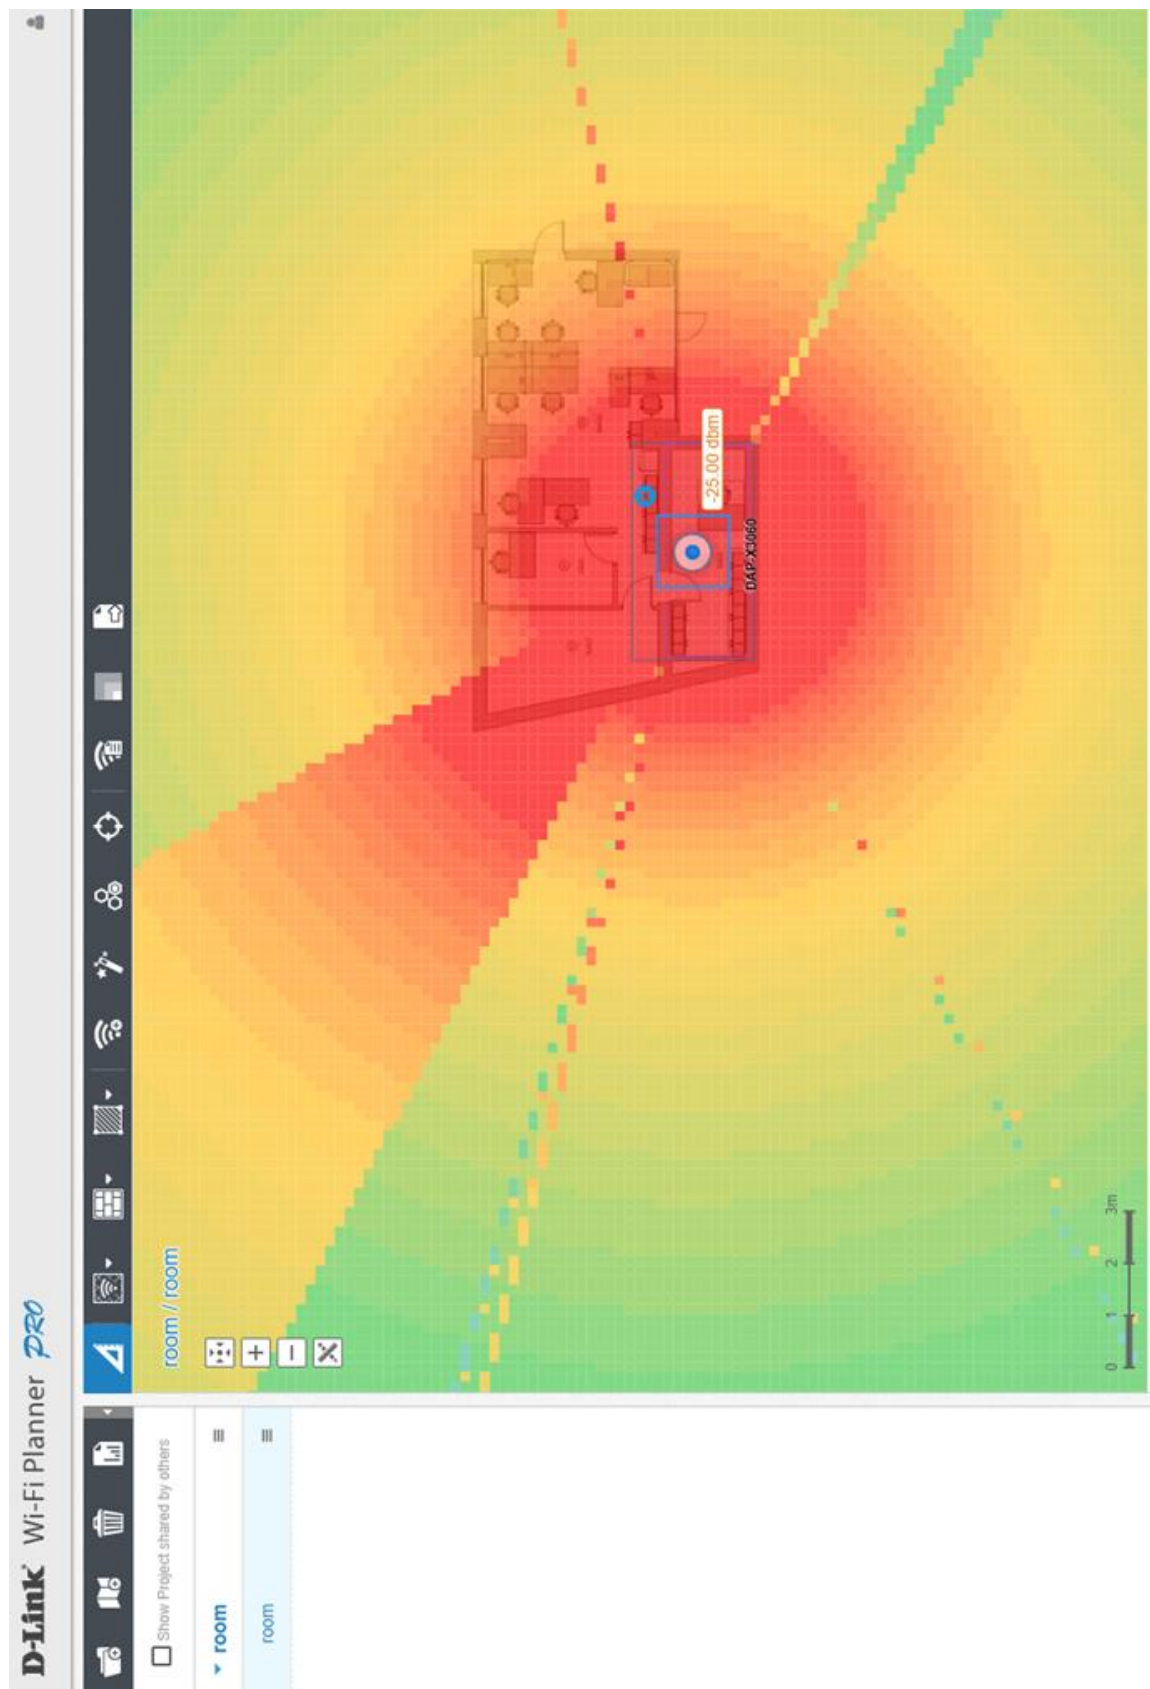 D-Link Wi-Fi Planner PRO
Show Project shared by others
room
room
room / room
-25.00 dbm
DAP-X3060
0 1 2 3m